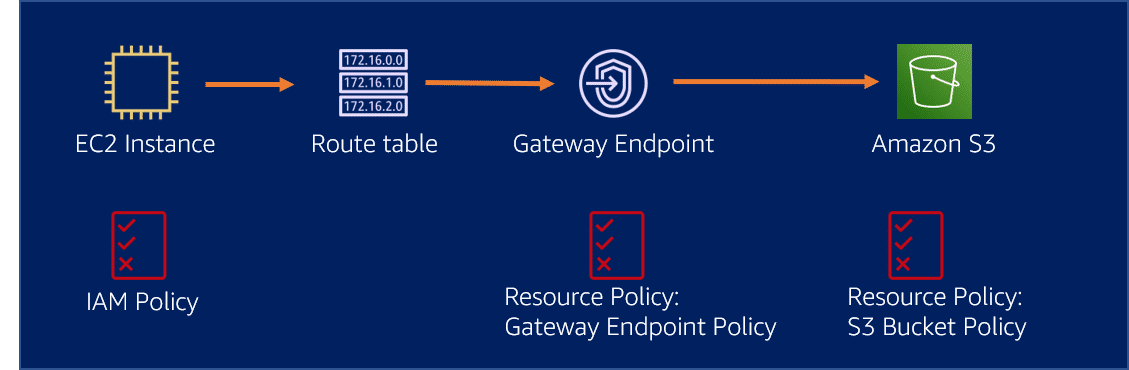 172.16.0.0
172.16.1.0
172.16.2.0
EC2 Instance
Route table
Gateway Endpoint
Amazon S3
IAM Policy
Resource Policy:
Gateway Endpoint Policy
Resource Policy:
S3 Bucket Policy